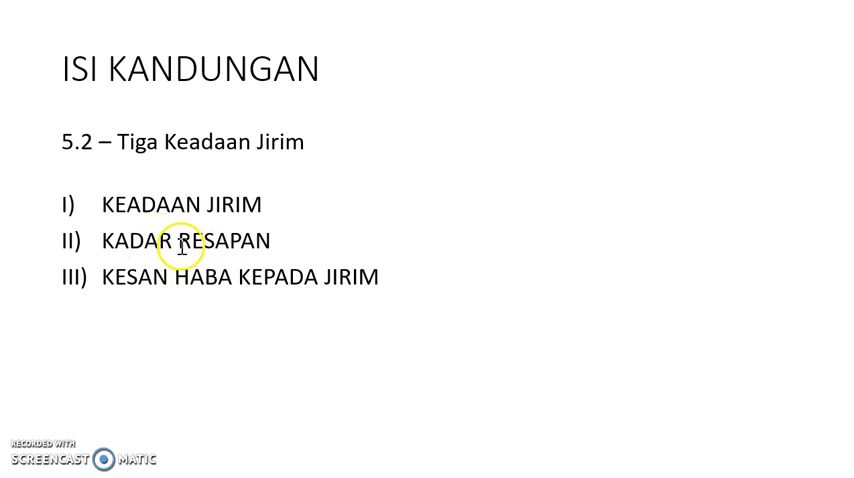 ISI KANDUNGAN
5.2 – Tiga Keadaan Jirim
I) KEADAAN JIRIM
II) KADAR RESAPAN
III) KESAN HABA KEPADA JIRIM
RECORDED WITH
SCREENCAST MATIC